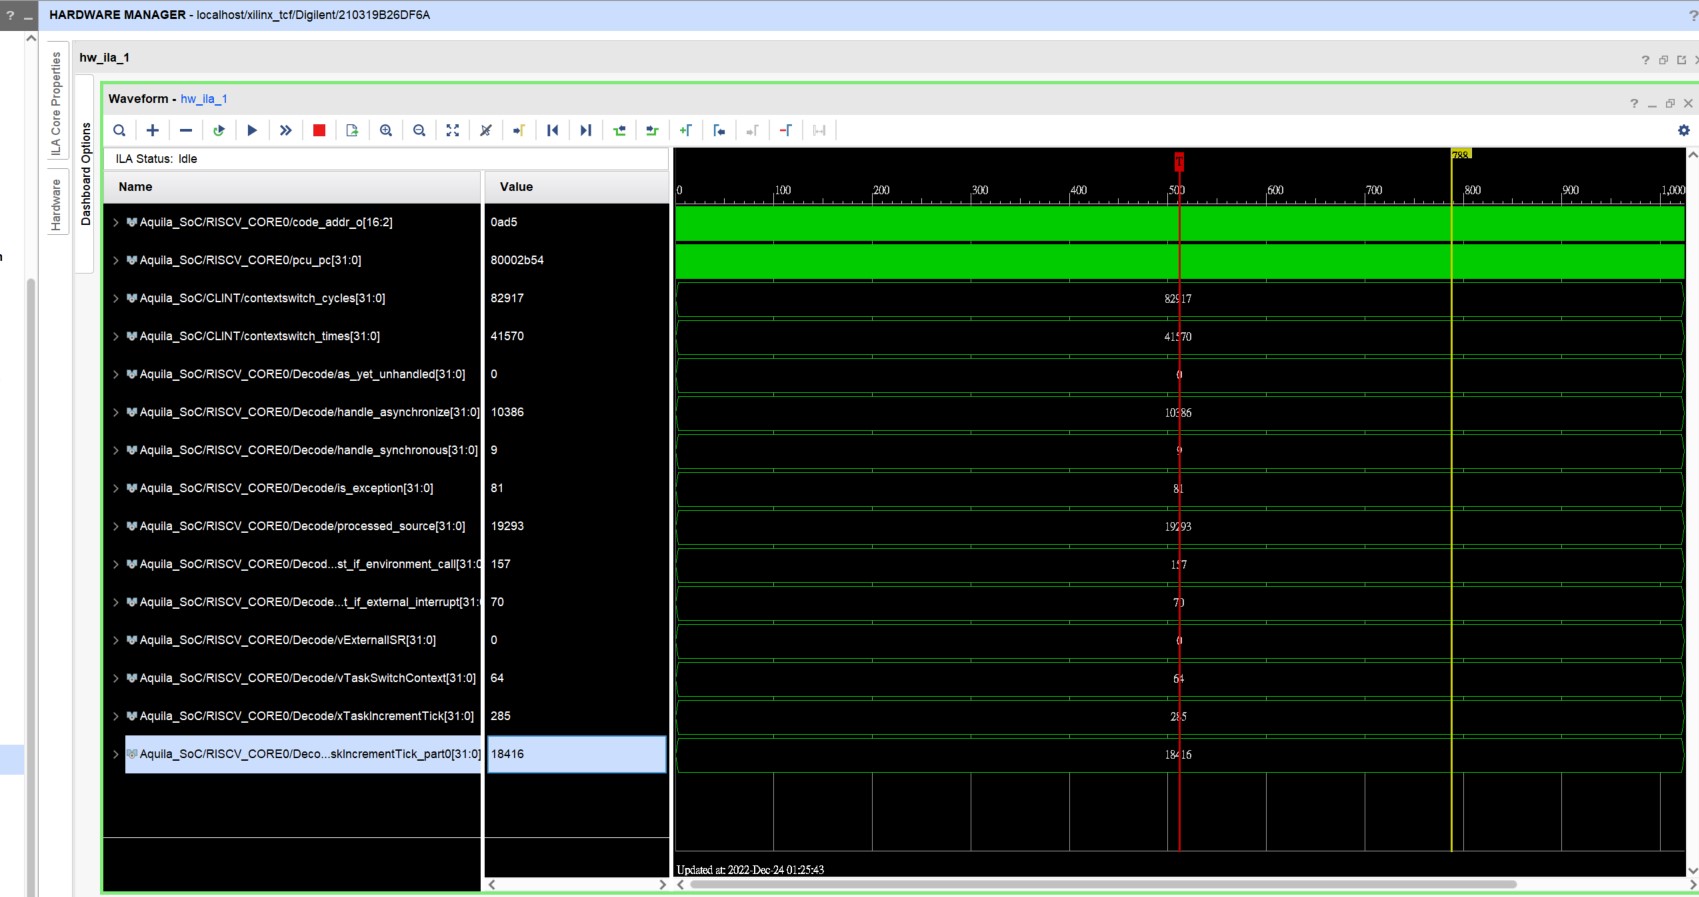 HARDWARE MANAGER - localhost/xilinx_tcf/Digilent/210319B26DF6A
hw_ila_1
ILA Core Properties
Hardware
Dashboard Options
Waveform - hw_ila_1
ILA Status: Idle
Name Value
0 100 200 300 400 500 600 700 800 900 1,000
T
788
Aquila_SoC/RISCV_CORE0/code_addr_o[16:2] 0ad5
Aquila_SoC/RISCV_CORE0/pcu_pc[31:0] 80002b54
Aquila_SoC/CLINT/contextswitch_cycles[31:0] 82917 82917
Aquila_SoC/CLINT/contextswitch_times[31:0] 41570 41570
Aquila_SoC/RISCV_CORE0/Decode/as_yet_unhandled[31:0] 0 0
Aquila_SoC/RISCV_CORE0/Decode/handle_asynchronize[31:0] 10386 10386
Aquila_SoC/RISCV_CORE0/Decode/handle_synchronous[31:0] 9 9
Aquila_SoC/RISCV_CORE0/Decode/is_exception[31:0] 81 81
Aquila_SoC/RISCV_CORE0/Decode/processed_source[31:0] 19293 19293
Aquila_SoC/RISCV_CORE0/Decod...st_if_environment_call[31:0 157 157
Aquila_SoC/RISCV_CORE0/Decode...t_if_external_interrupt[31: 70 70
Aquila_SoC/RISCV_CORE0/Decode/vExternalISR[31:0] 0 0
Aquila_SoC/RISCV_CORE0/Decode/vTaskSwitchContext[31:0] 64 64
Aquila_SoC/RISCV_CORE0/Decode/xTaskIncrementTick[31:0] 285 285
Aquila_SoC/RISCV_CORE0/Deco...skIncrementTick_part0[31:0] 18416 18416
Updated at: 2022-Dec-24 01:25:43